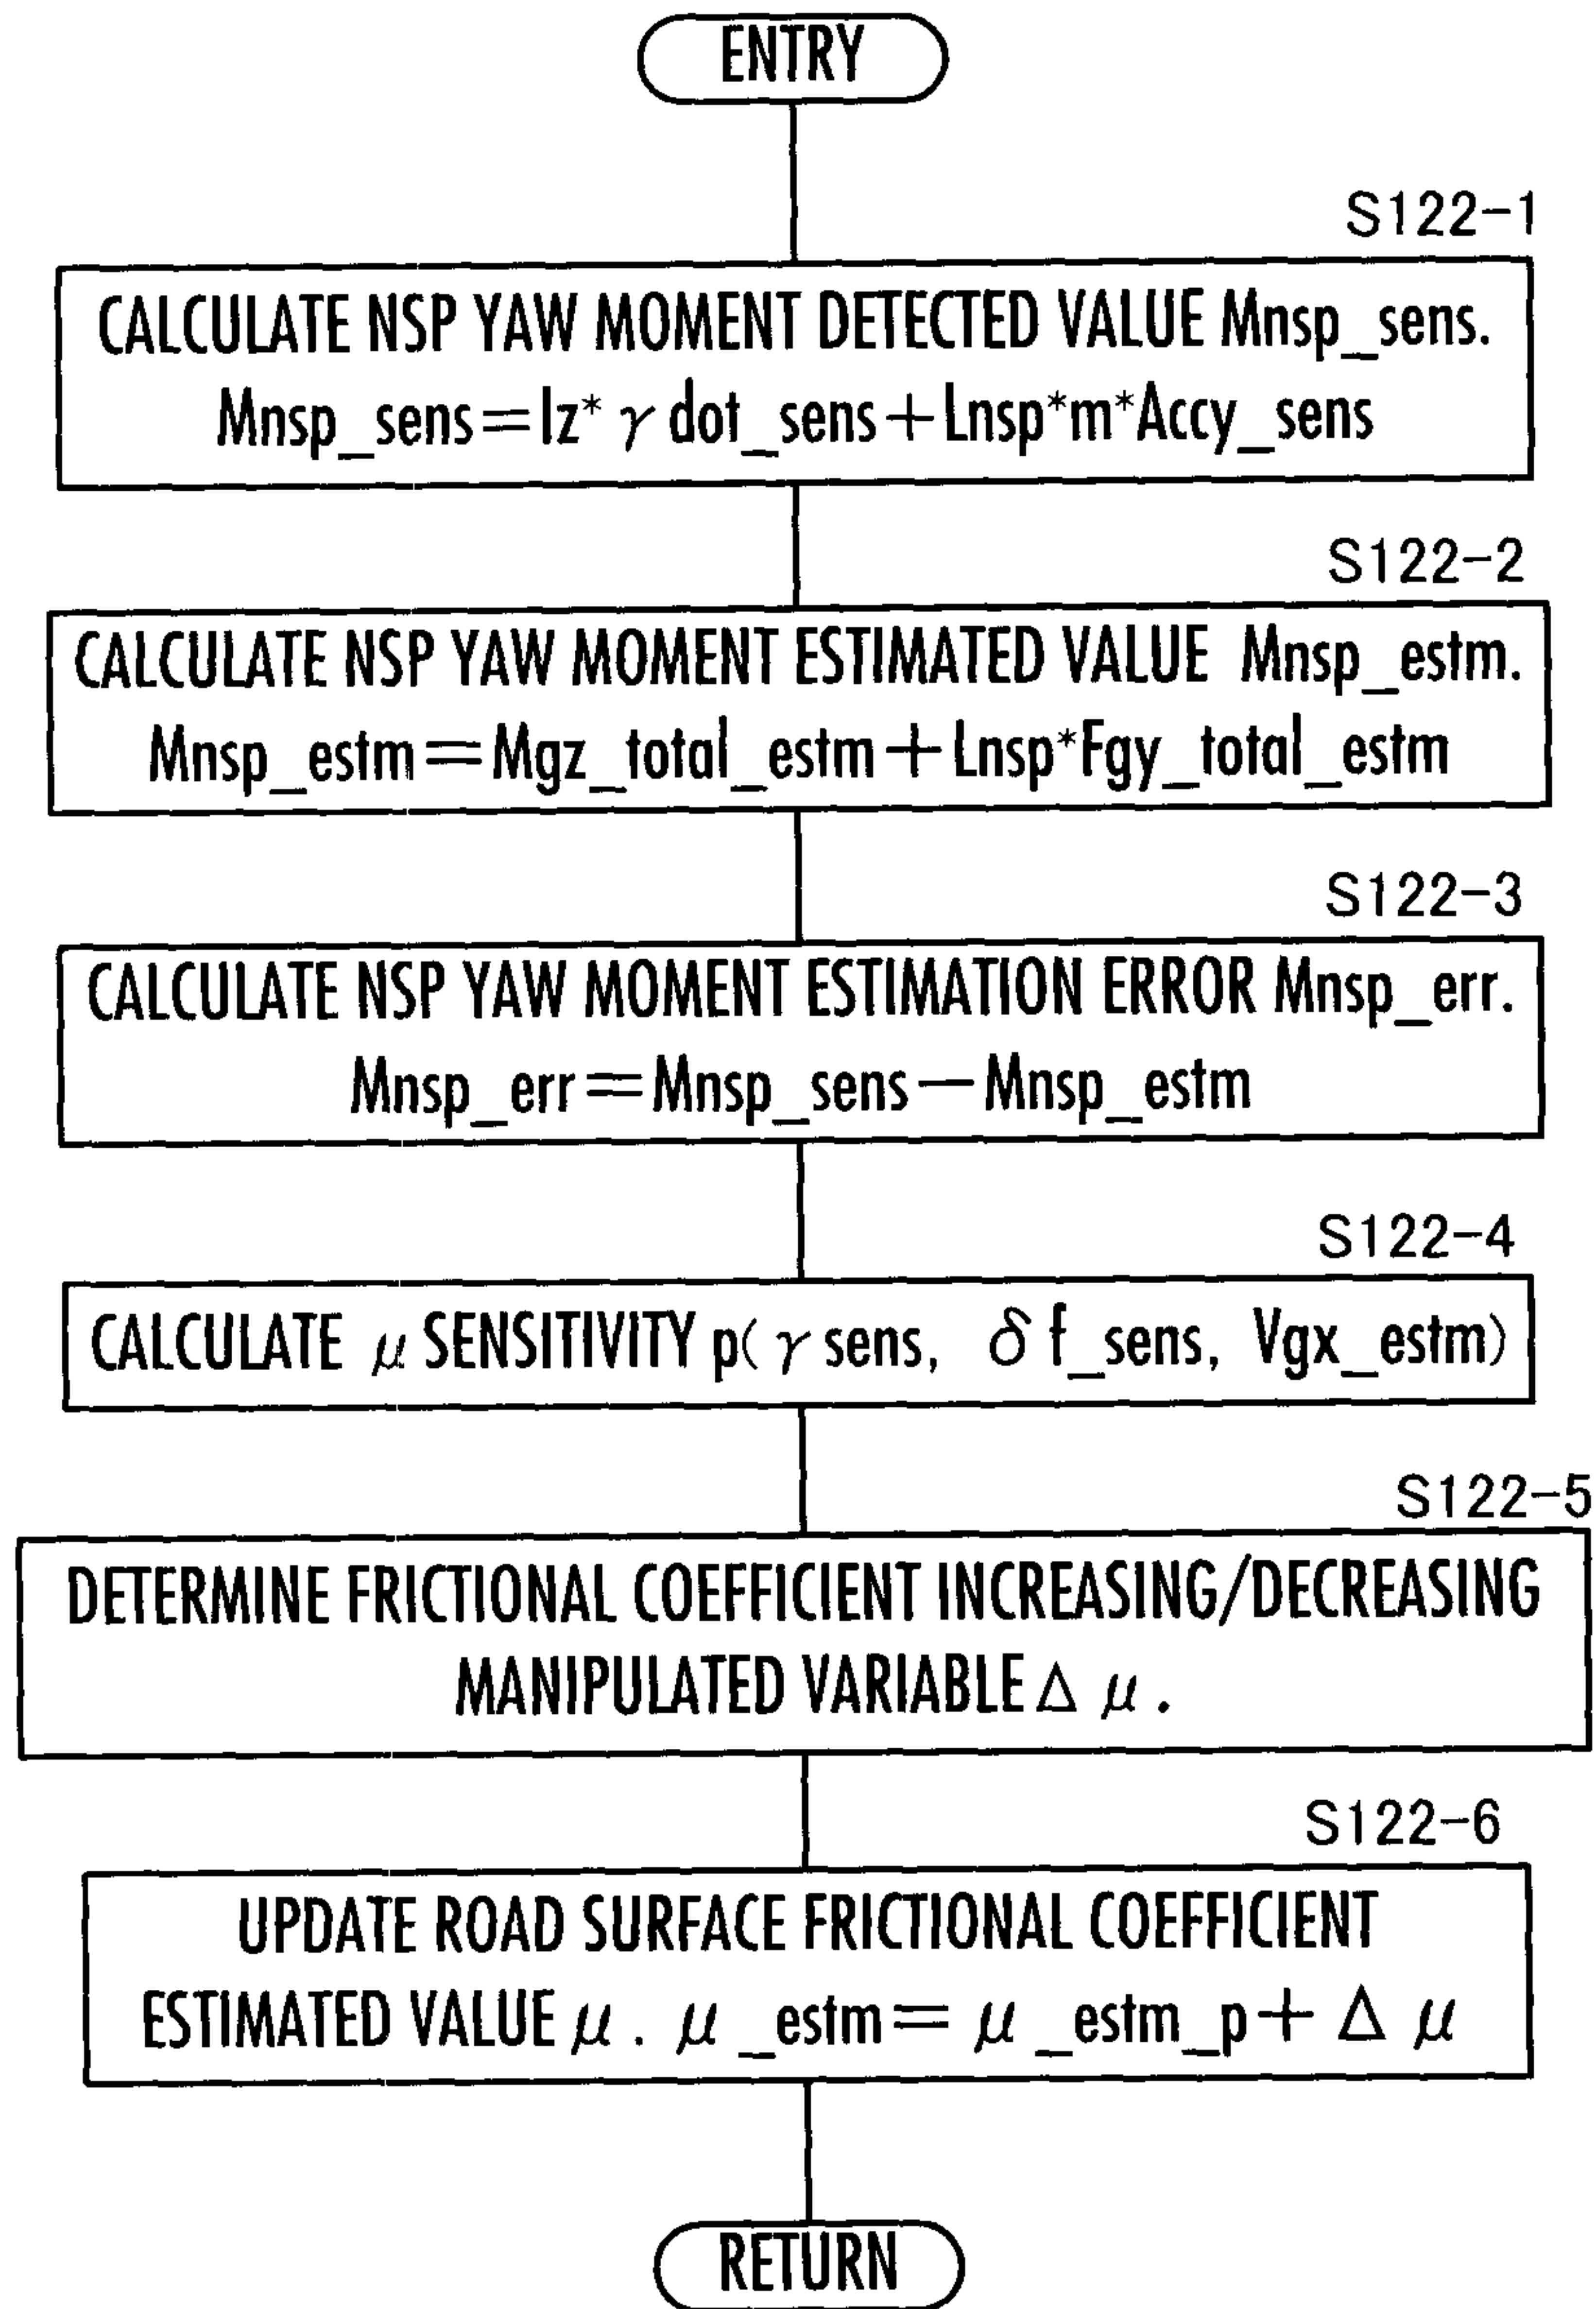 ENTRY
S122-1
CALCULATE NSP YAW MOMENT DETECTED VALUE Mnsp_sens.
Mnsp_sens=Iz*γdot_sens+Lnsp*m*Accy_sens
S122-2
CALCULATE NSP YAW MOMENT ESTIMATED VALUE Mnsp_estm.
Mnsp_estm=Mgz_total_estm+Lnsp*Fgy_total_estm
S122-3
CALCULATE NSP YAW MOMENT ESTIMATION ERROR Mnsp_err.
Mnsp_err=Mnsp_sens−Mnsp_estm
S122-4
CALCULATE μ SENSITIVITY p(γsens, δf_sens, Vgx_estm)
S122-5
DETERMINE FRICTIONAL COEFFICIENT INCREASING/DECREASING
MANIPULATED VARIABLE Δμ.
S122-6
UPDATE ROAD SURFACE FRICTIONAL COEFFICIENT
ESTIMATED VALUE μ. μ_estm=μ_estm_p+Δμ
RETURN